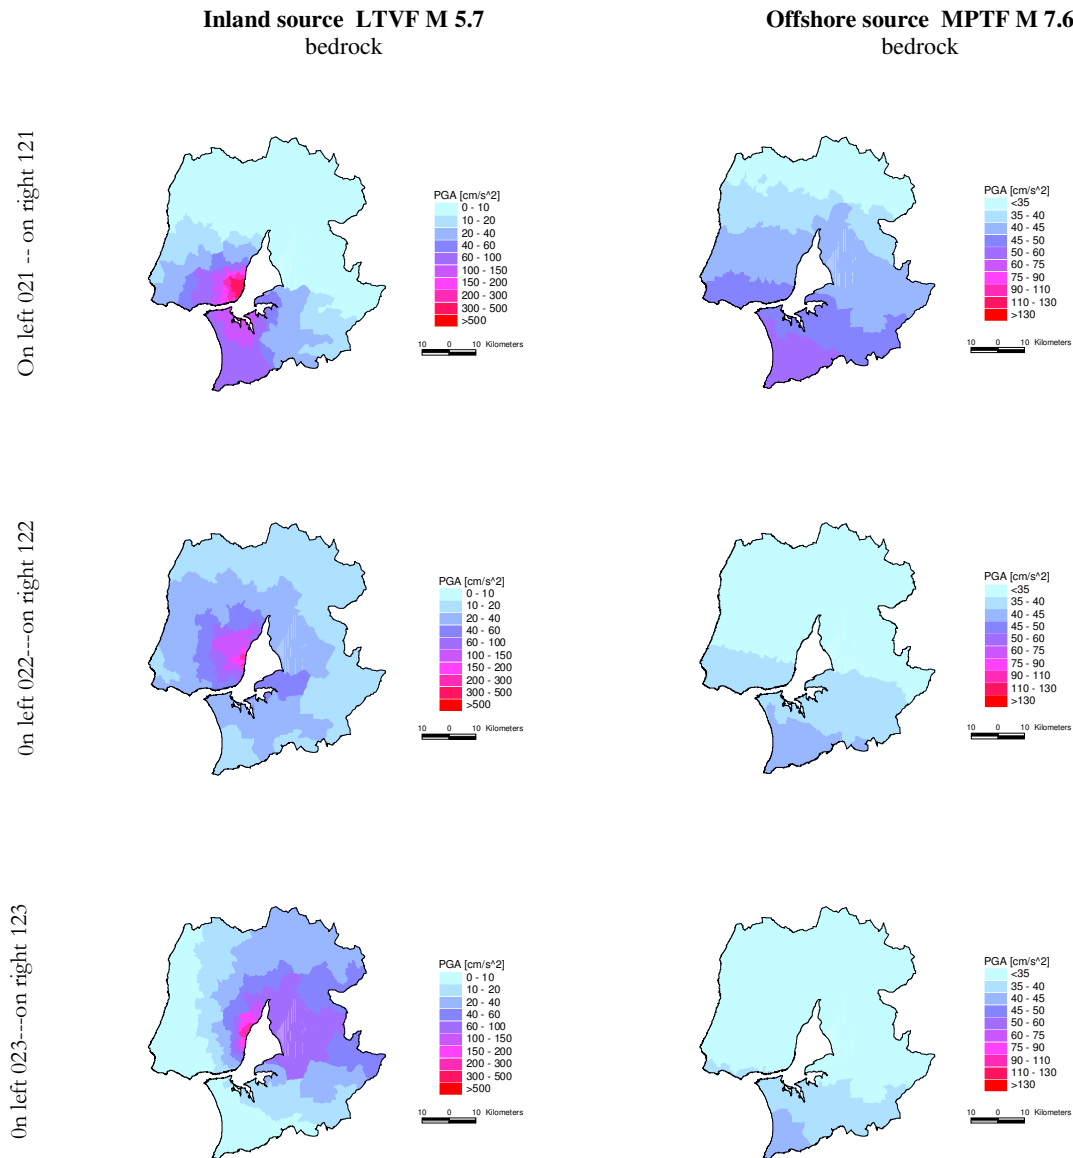 Inland source LTVF M 5.7
bedrock
Offshore source MPTF M 7.6
bedrock
On left 021 -- on right 121
PGA [cm/s^2]
0 - 10
10 - 20
20 - 40
40 - 60
60 - 100
100 - 150
150 - 200
200 - 300
300 - 500
>500
10 0 10 Kilometers
PGA [cm/s^2]
<35
35 - 40
40 - 45
45 - 50
50 - 60
60 - 75
75 - 90
90 - 110
110 - 130
>130
10 0 10 Kilometers
0n left 022---on right 122
PGA [cm/s^2]
0 - 10
10 - 20
20 - 40
40 - 60
60 - 100
100 - 150
150 - 200
200 - 300
300 - 500
>500
10 0 10 Kilometers
PGA [cm/s^2]
<35
35 - 40
40 - 45
45 - 50
50 - 60
60 - 75
75 - 90
90 - 110
110 - 130
>130
10 0 10 Kilometers
0n left 023---on right 123
PGA [cm/s^2]
0 - 10
10 - 20
20 - 40
40 - 60
60 - 100
100 - 150
150 - 200
200 - 300
300 - 500
>500
10 0 10 Kilometers
PGA [cm/s^2]
<35
35 - 40
40 - 45
45 - 50
50 - 60
60 - 75
75 - 90
90 - 110
110 - 130
>130
10 0 10 Kilometers